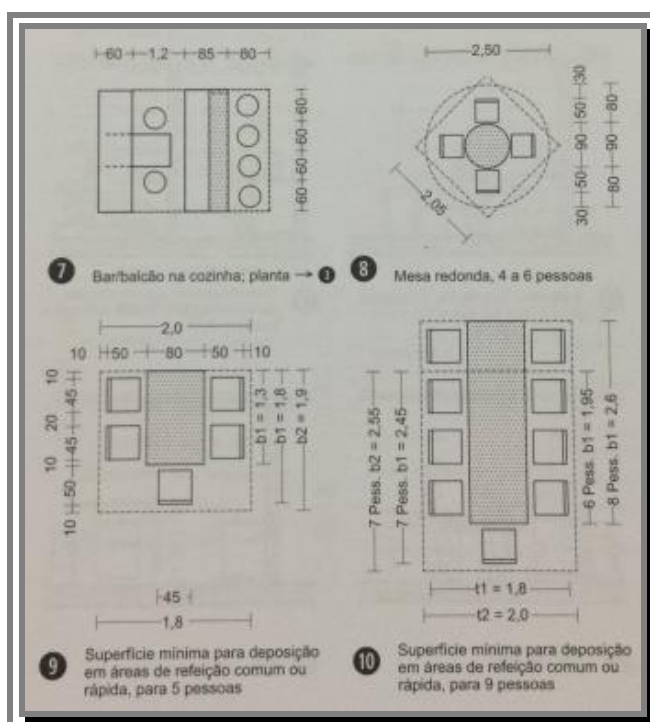 60 1,2 85 80
60 60 60 60
7 Bar/balcão na cozinha; planta → 3
2,50
2,05
30 50 90 50 30
80 90 80
8 Mesa redonda, 4 a 6 pessoas
2,0
10 50 80 50 10
10 45 20 45 10 50 10
b1 = 1,3
b1 = 1,8
b2 = 1,9
45
1,8
9 Superfície mínima para deposição
em áreas de refeição comum ou
rápida, para 5 pessoas
7 Pess. b2 = 2,55
7 Pess. b1 = 2,45
6 Pess. b1 = 1,95
8 Pess. b1 = 2,6
t1 = 1,8
t2 = 2,0
10 Superfície mínima para deposição
em áreas de refeição comum ou
rápida, para 9 pessoas